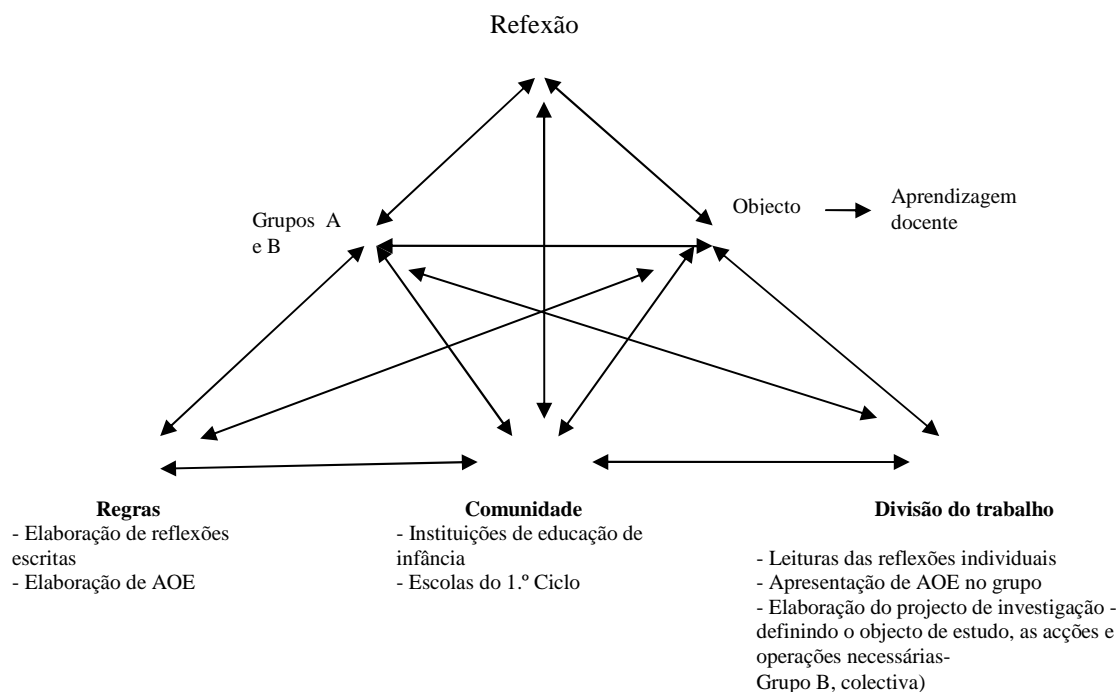 Refexão
Grupos A
e B
Objecto
Aprendizagem
docente
Regras
- Elaboração de reflexões
escritas
- Elaboração de AOE
Comunidade
- Instituições de educação de
infância
- Escolas do 1.º Ciclo
Divisão do trabalho
- Leituras das reflexões individuais
- Apresentação de AOE no grupo
- Elaboração do projecto de investigação -
definindo o objecto de estudo, as acções e
operações necessárias-
Grupo B, colectiva)